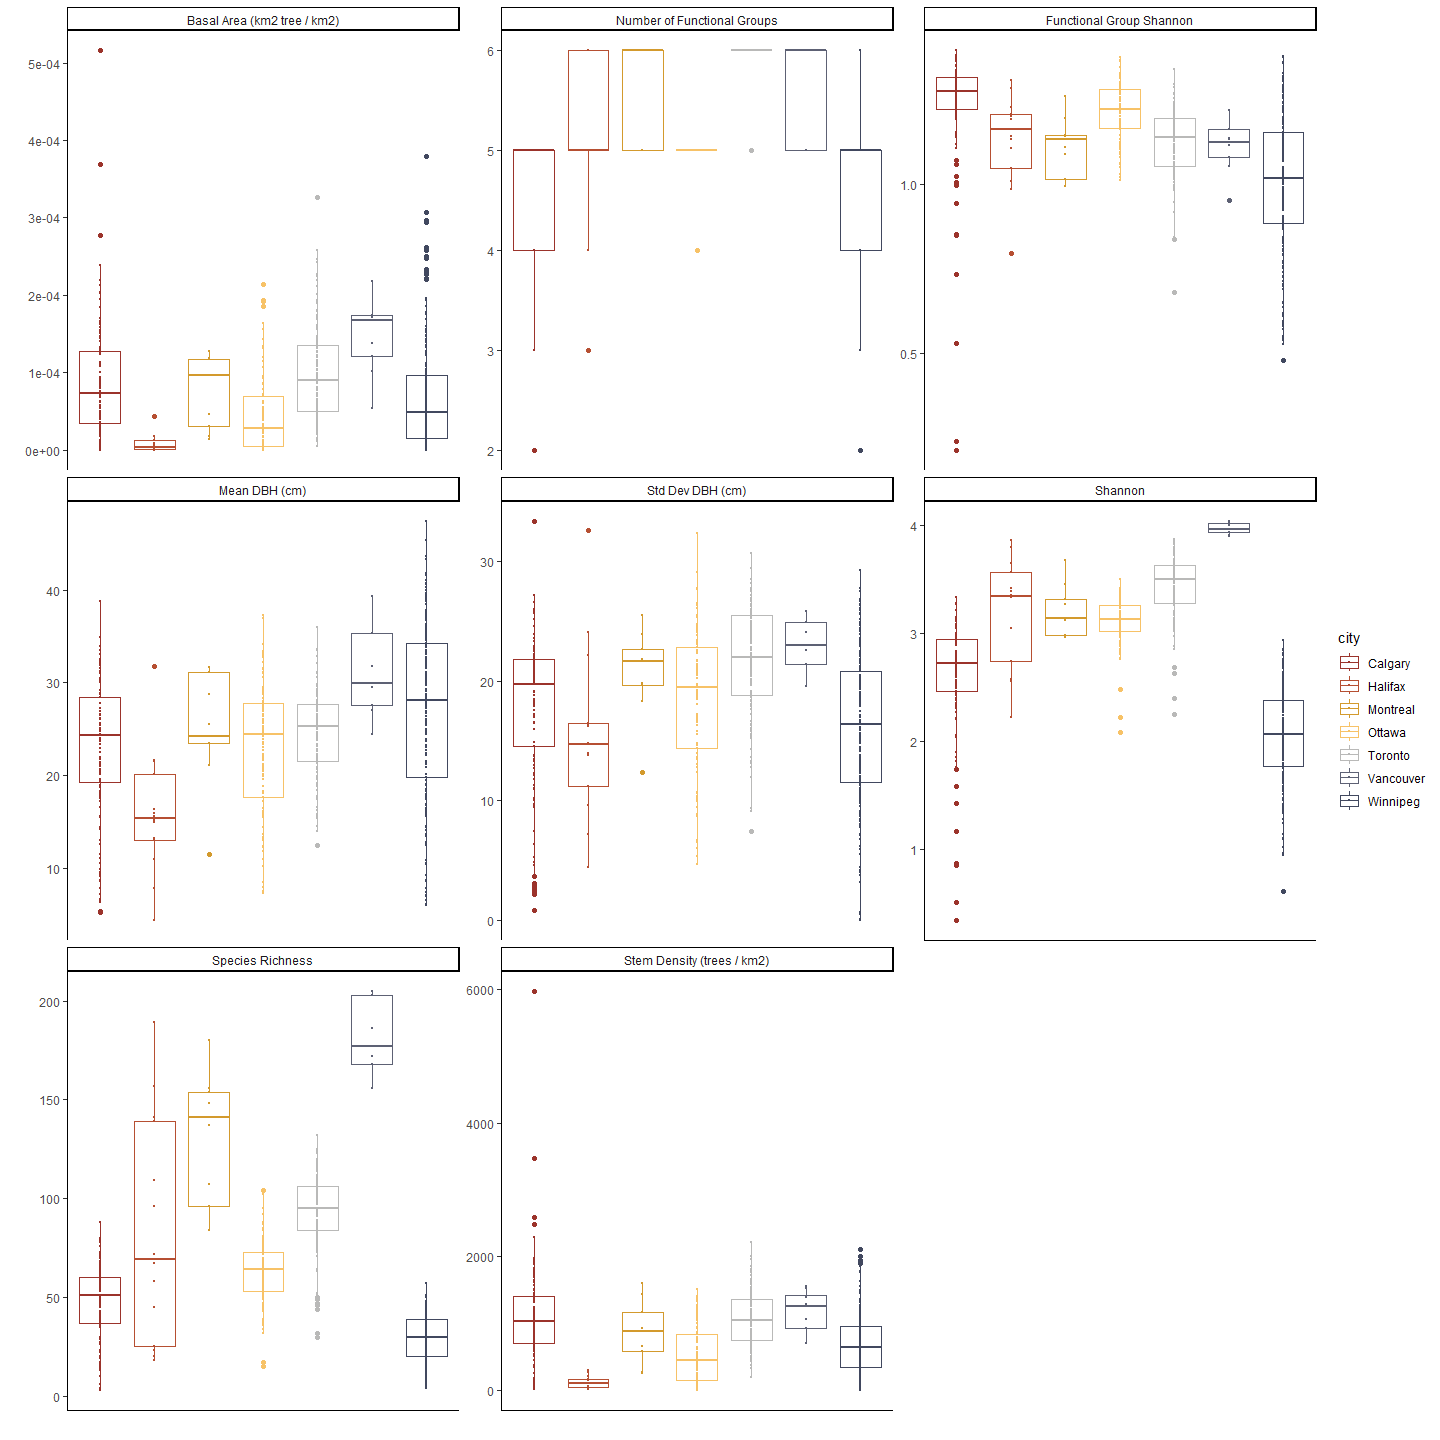 Basal Area (km2 tree / km2)
Number of Functional Groups
Functional Group Shannon
5e-04
4e-04
3e-04
2e-04
1e-04
0e+00
6
5
4
3
2
1.0
0.5
Mean DBH (cm)
Std Dev DBH (cm)
Shannon
40
30
20
10
30
20
10
0
4
3
2
1
city
Calgary
Halifax
Montreal
Ottawa
Toronto
Vancouver
Winnipeg
Species Richness
Stem Density (trees / km2)
200
150
100
50
0
6000
4000
2000
0